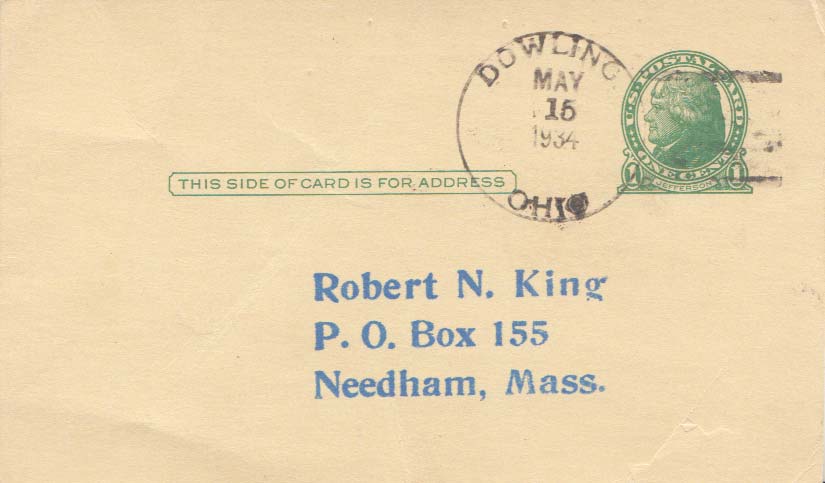 DOWLING
MAY
15
1934
OHIO
U.S. POSTAL CARD
ONE CENT
1 JEFFERSON 1
THIS SIDE OF CARD IS FOR ADDRESS
Robert N. King
P. O. Box 155
Needham, Mass.